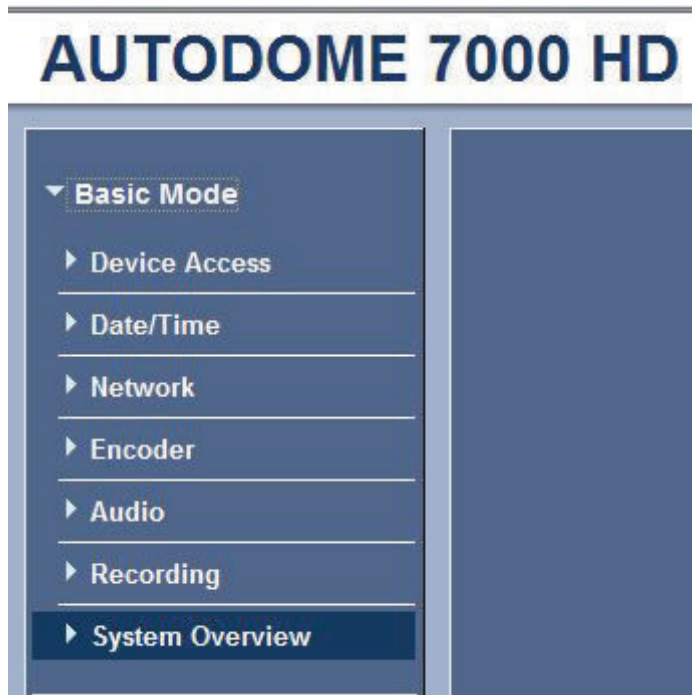 AUTODOME 7000 HD
Basic Mode
Device Access
Date/Time
Network
Encoder
Audio
Recording
System Overview